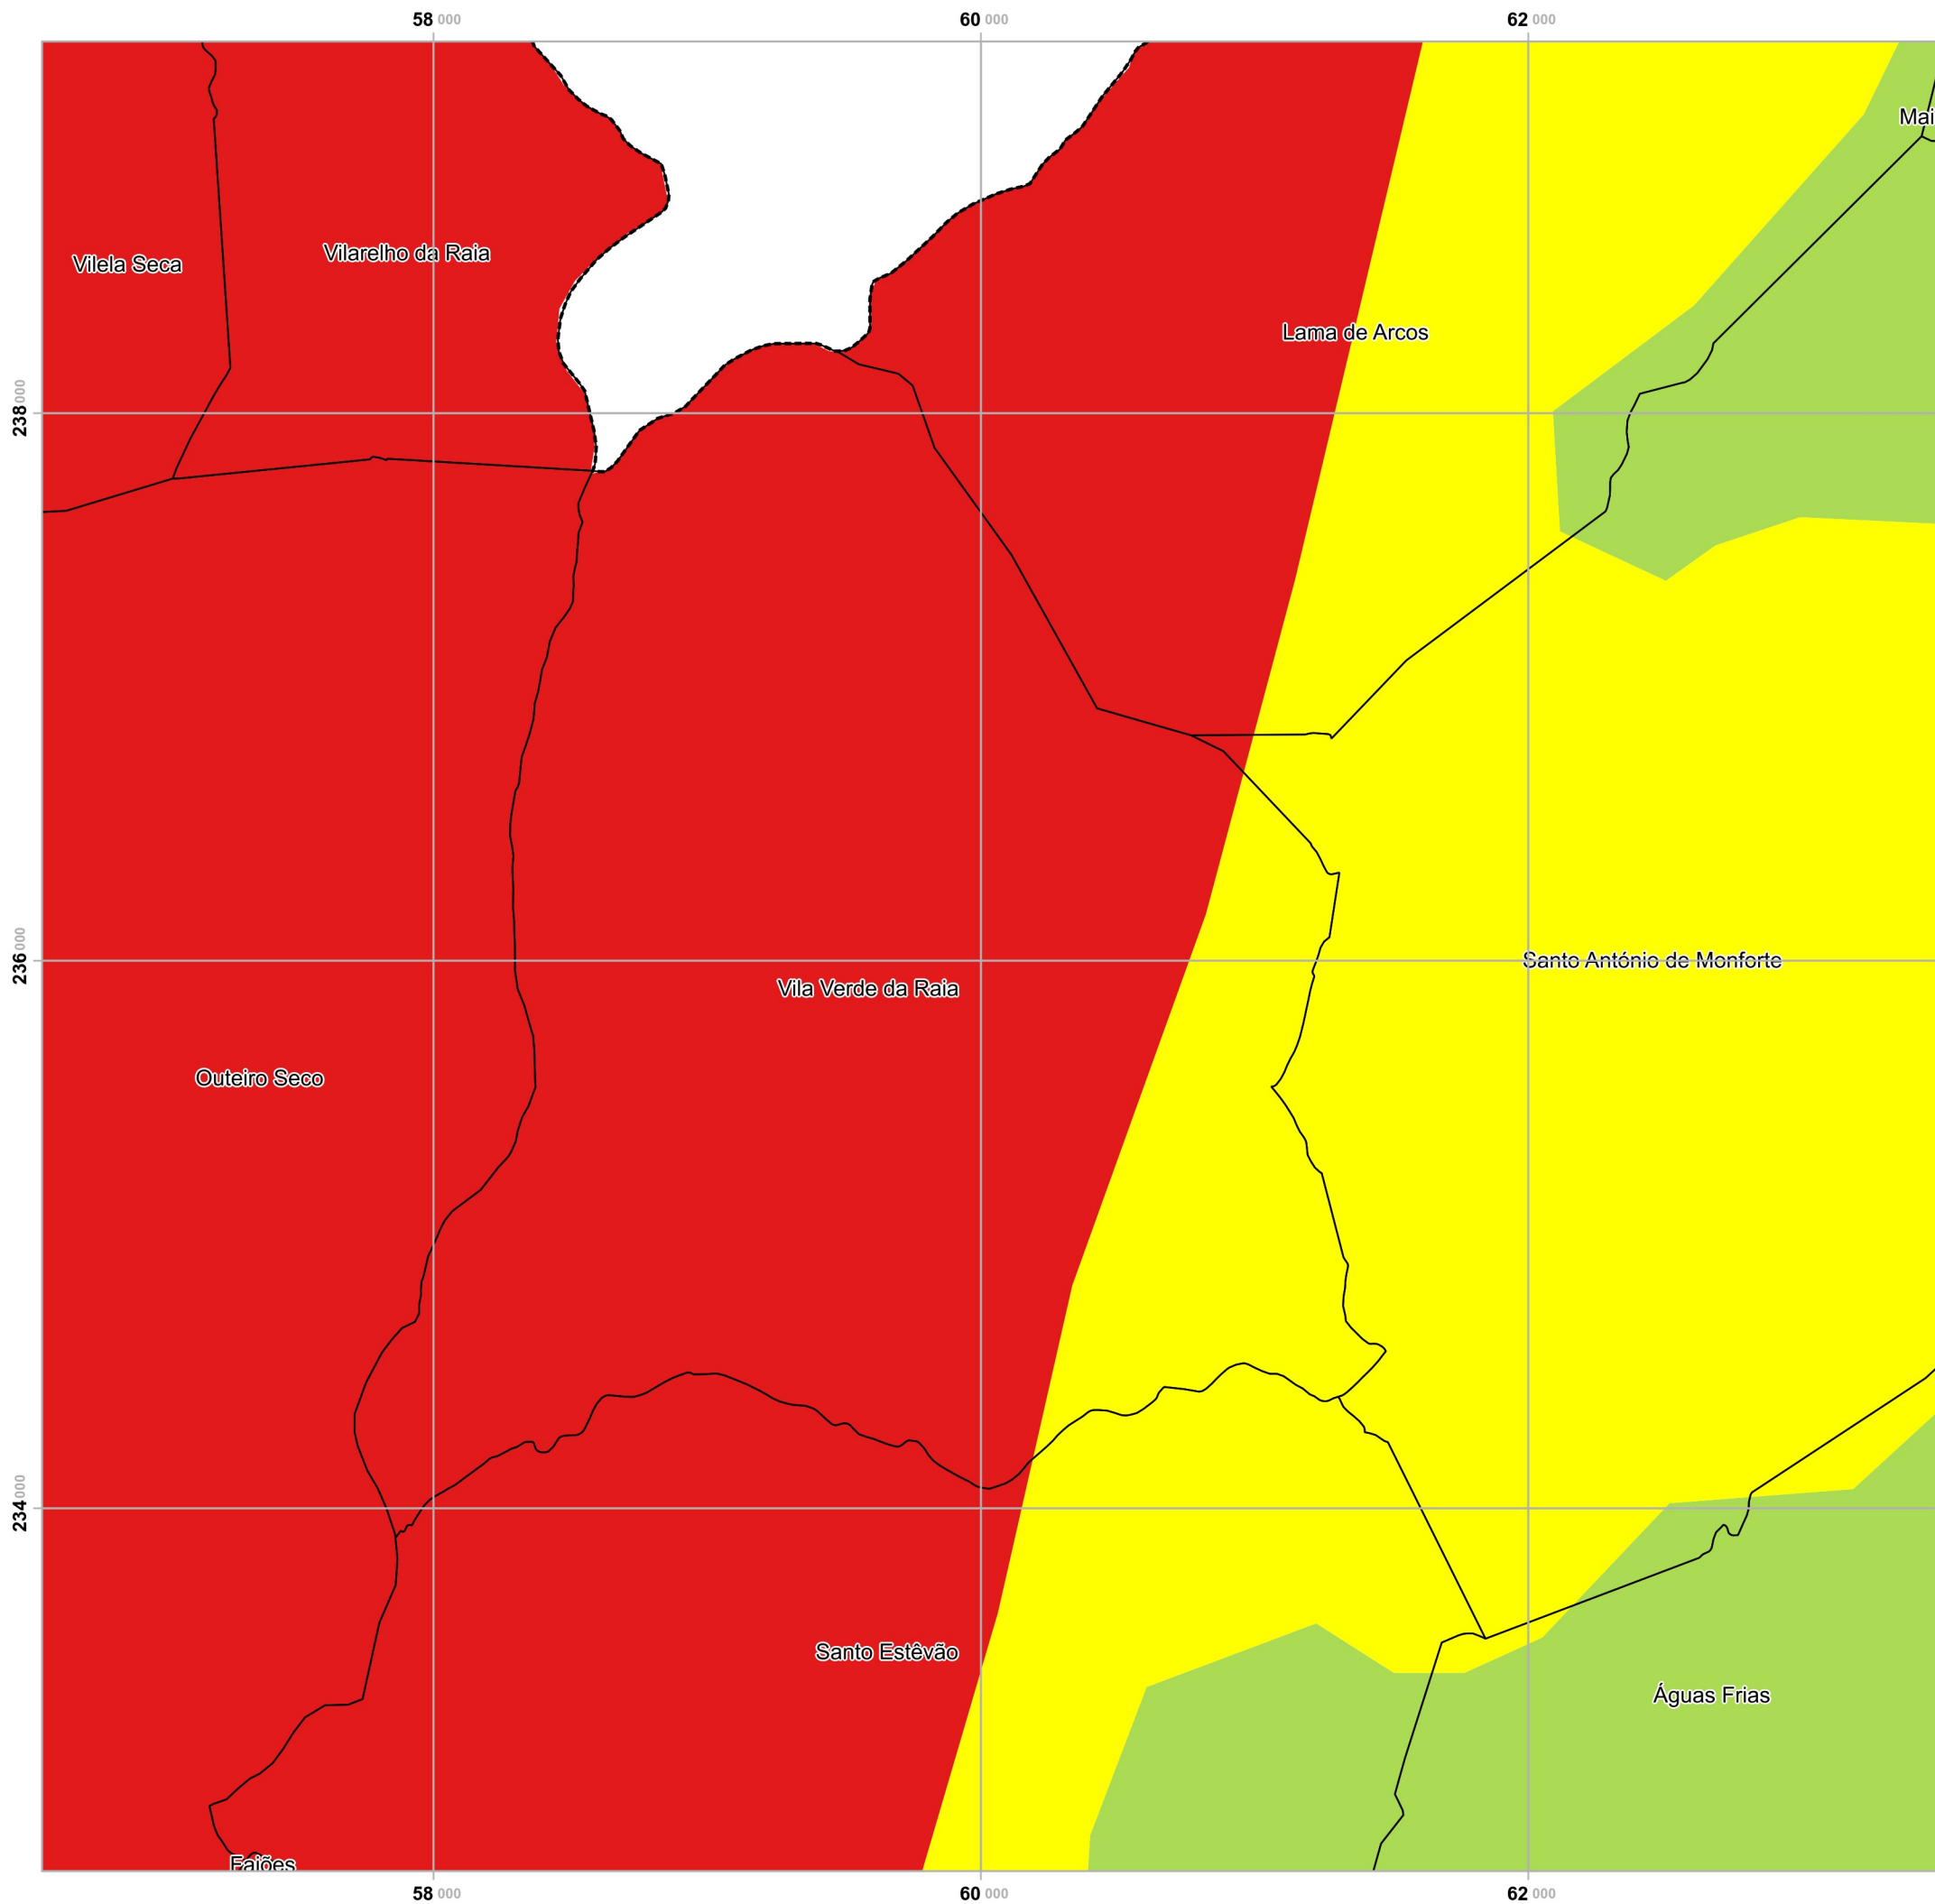 58 000 60 000 62 000
Mai
Vilarelho da Raia
Vilela Seca
Lama de Arcos
238 000
236 000
Santo António de Monforte
Vila Verde da Raia
Outeiro Seco
234 000
Santo Estêvão
Águas Frias
Faiões
58 000 60 000 62 000